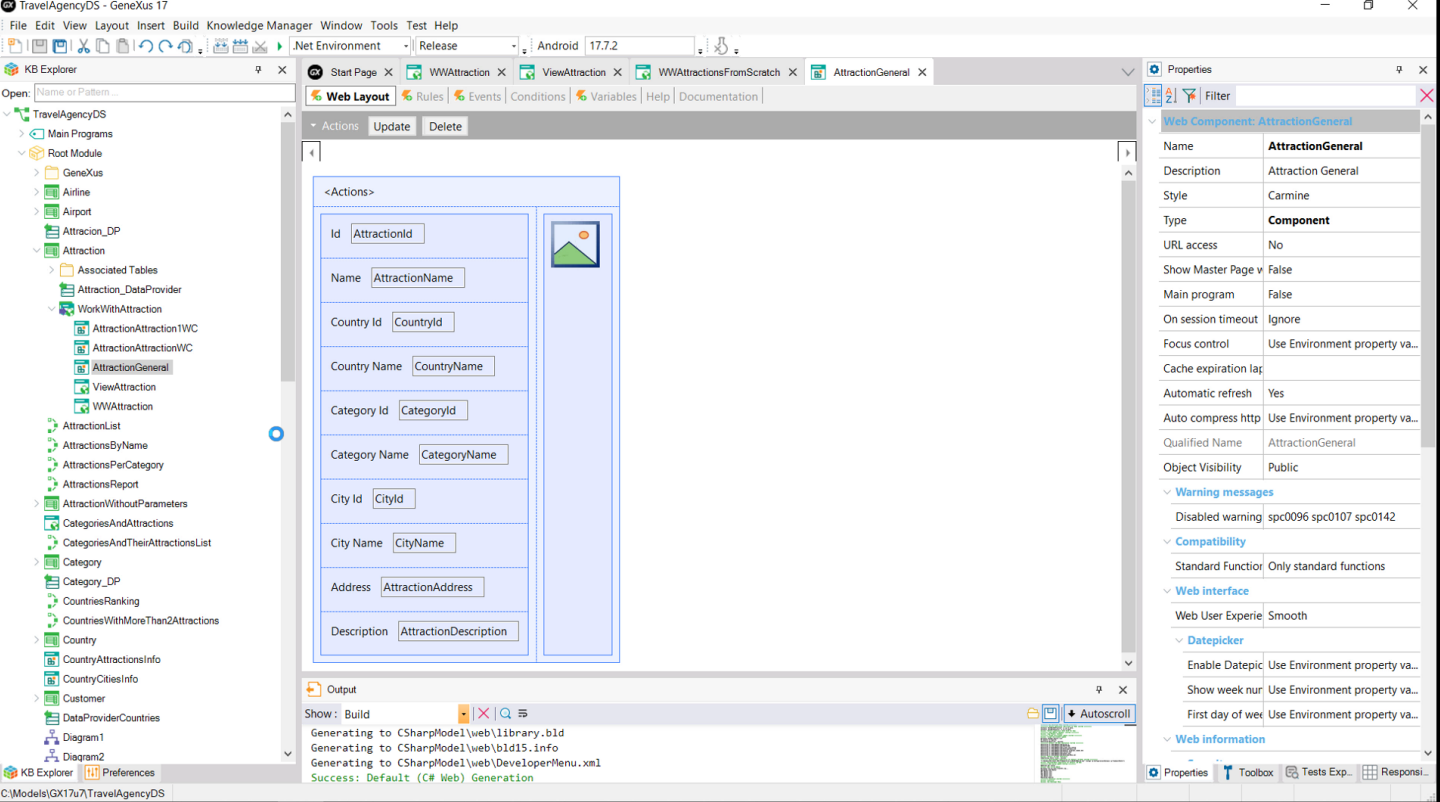 TravelAgencyDS - GeneXus 17
File Edit View Layout Insert Build Knowledge Manager Window Tools Test Help
.Net Environment Release Android 17.7.2
KB Explorer
Open: Name or Pattern ...
TravelAgencyDS
Main Programs
Root Module
GeneXus
Airline
Airport
Attracion_DP
Attraction
Associated Tables
Attraction_DataProvider
WorkWithAttraction
AttractionAttraction1WC
AttractionAttractionWC
AttractionGeneral
ViewAttraction
WWAttraction
AttractionList
AttractionsByName
AttractionsPerCategory
AttractionsReport
AttractionWithoutParameters
CategoriesAndAttractions
CategoriesAndTheirAttractionsList
Category
Category_DP
CountriesRanking
CountriesWithMoreThan2Attractions
Country
CountryAttractionsInfo
CountryCitiesInfo
Customer
DataProviderCountries
Diagram1
Diagram2
KB Explorer Preferences
C:\Models\GX17u7\TravelAgencyDS
Start Page WWAttraction ViewAttraction WWAttractionsFromScratch AttractionGeneral
Web Layout Rules Events Conditions Variables Help Documentation
Actions Update Delete
<Actions>
Id AttractionId
Name AttractionName
Country Id CountryId
Country Name CountryName
Category Id CategoryId
Category Name CategoryName
City Id CityId
City Name CityName
Address AttractionAddress
Description AttractionDescription
Output
Show : Build Autoscroll
Generating to CSharpModel\web\library.bld
Generating to CSharpModel\web\bld15.info
Generating to CSharpModel\web\DeveloperMenu.xml
Success: Default (C# Web) Generation
Properties
Filter
Web Component: AttractionGeneral
Name AttractionGeneral
Description Attraction General
Style Carmine
Type Component
URL access No
Show Master Page w False
Main program False
On session timeout Ignore
Focus control Use Environment property va...
Cache expiration lap
Automatic refresh Yes
Auto compress http Use Environment property va...
Qualified Name AttractionGeneral
Object Visibility Public
Warning messages
Disabled warning spc0096 spc0107 spc0142
Compatibility
Standard Function Only standard functions
Web interface
Web User Experie Smooth
Datepicker
Enable Datepic Use Environment property va...
Show week nur Use Environment property va...
First day of wee Use Environment property va...
Web information
Properties Toolbox Tests Exp... Responsi...